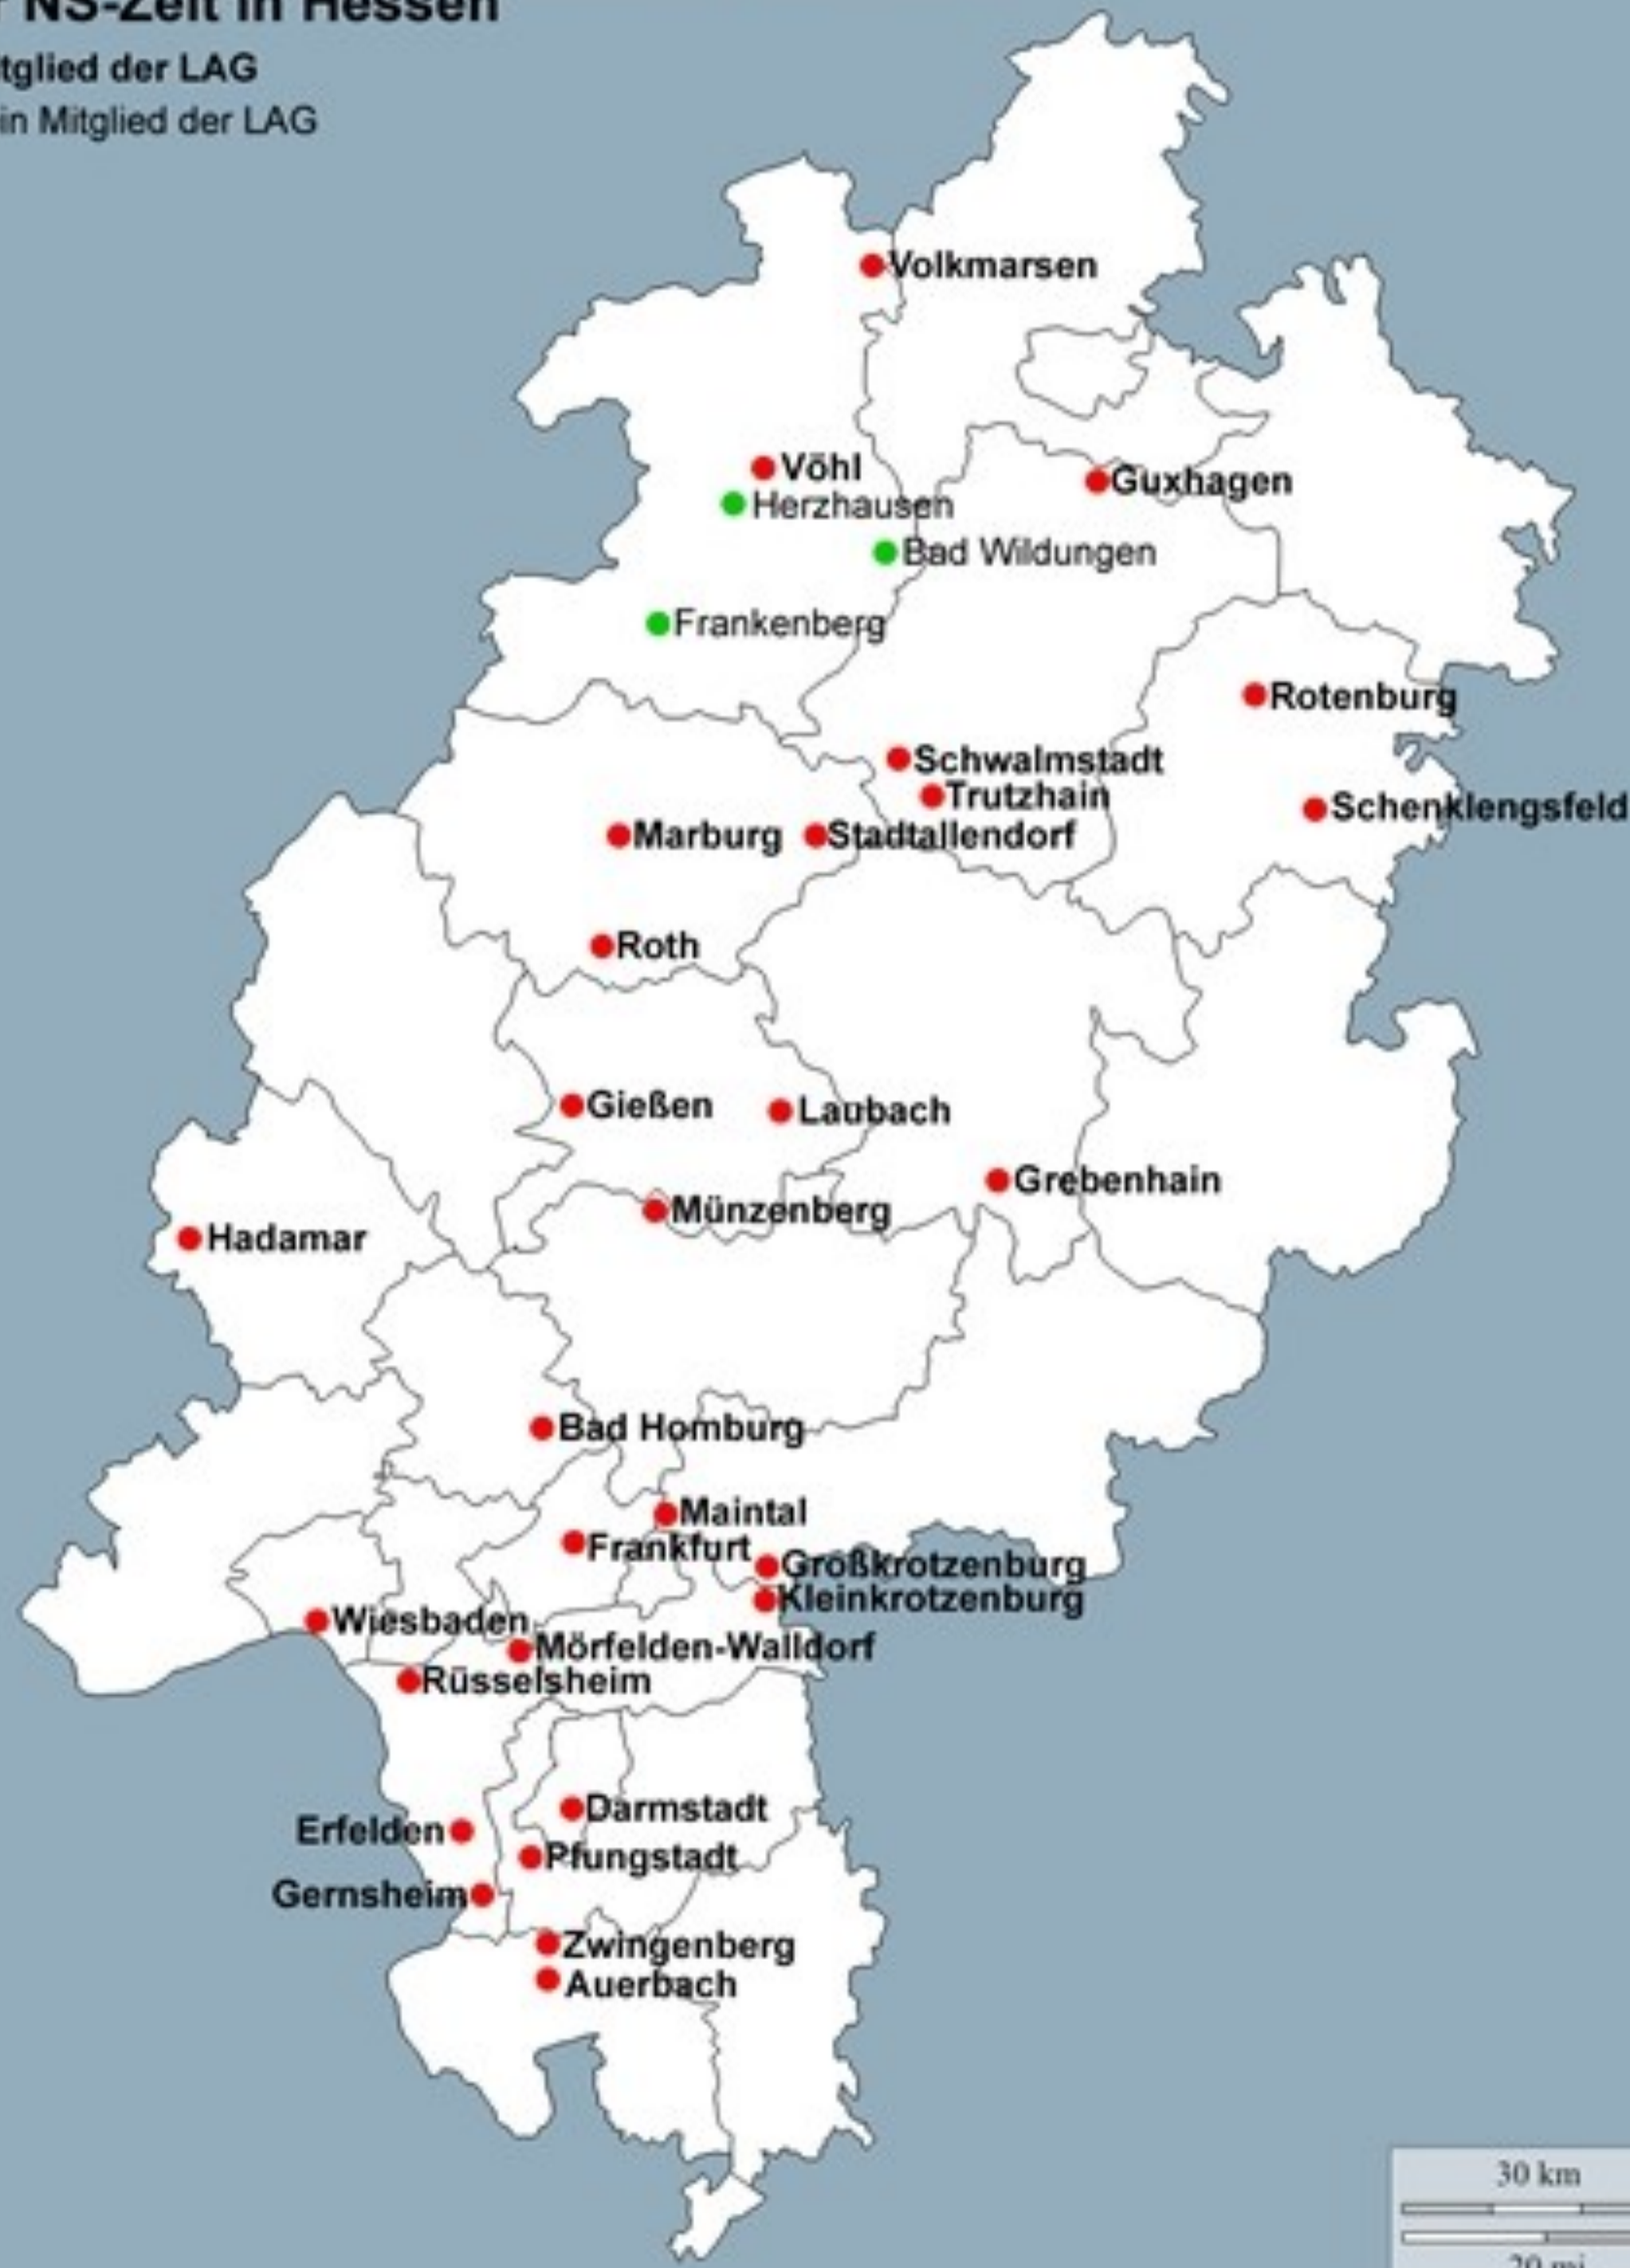 NS-Zeit in Hessen
tglied der LAG
in Mitglied der LAG
Volkmarsen
Vöhl
Guxhagen
Herzhausen
Bad Wildungen
Frankenberg
Rotenburg
Schwalmstadt
Trutzhain
Schenklengsfeld
Marburg
Stadtallendorf
Roth
Gießen
Laubach
Grebenhain
Münzenberg
Hadamar
Bad Homburg
Maintal
Frankfurt
Großkrotzenburg
Kleinkrotzenburg
Wiesbaden
Mörfelden-Walldorf
Rüsselsheim
Darmstadt
Erfelden
Pfungstadt
Gernsheim
Zwingenberg
Auerbach
30 km
20 mi